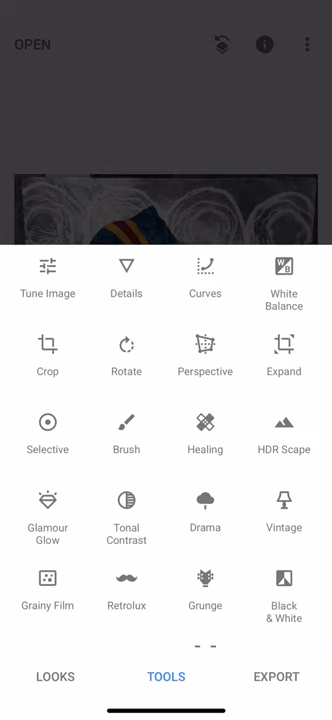 OPEN
Tune Image
Details
Curves
White
Balance
Crop
Rotate
Perspective
Expand
Selective
Brush
Healing
HDR Scape
Glamour
Glow
Tonal
Contrast
Drama
Vintage
Grainy Film
Retrolux
Grunge
Black
& White
LOOKS
TOOLS
EXPORT